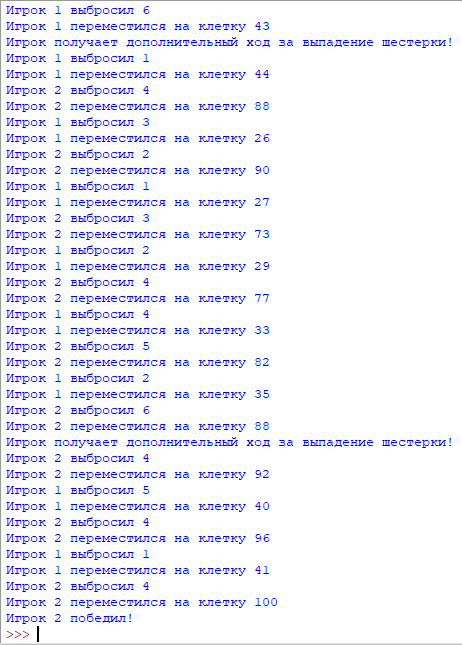 Игрок 1 выбросил 6
Игрок 1 переместился на клетку 43
Игрок получает дополнительный ход за выпадение шестерки!
Игрок 1 выбросил 1
Игрок 1 переместился на клетку 44
Игрок 2 выбросил 4
Игрок 2 переместился на клетку 88
Игрок 1 выбросил 3
Игрок 1 переместился на клетку 26
Игрок 2 выбросил 2
Игрок 2 переместился на клетку 90
Игрок 1 выбросил 1
Игрок 1 переместился на клетку 27
Игрок 2 выбросил 3
Игрок 2 переместился на клетку 73
Игрок 1 выбросил 2
Игрок 1 переместился на клетку 29
Игрок 2 выбросил 4
Игрок 2 переместился на клетку 77
Игрок 1 выбросил 4
Игрок 1 переместился на клетку 33
Игрок 2 выбросил 5
Игрок 2 переместился на клетку 82
Игрок 1 выбросил 2
Игрок 1 переместился на клетку 35
Игрок 2 выбросил 6
Игрок 2 переместился на клетку 88
Игрок получает дополнительный ход за выпадение шестерки!
Игрок 2 выбросил 4
Игрок 2 переместился на клетку 92
Игрок 1 выбросил 5
Игрок 1 переместился на клетку 40
Игрок 2 выбросил 4
Игрок 2 переместился на клетку 96
Игрок 1 выбросил 1
Игрок 1 переместился на клетку 41
Игрок 2 выбросил 4
Игрок 2 переместился на клетку 100
Игрок 2 победил!
>>>